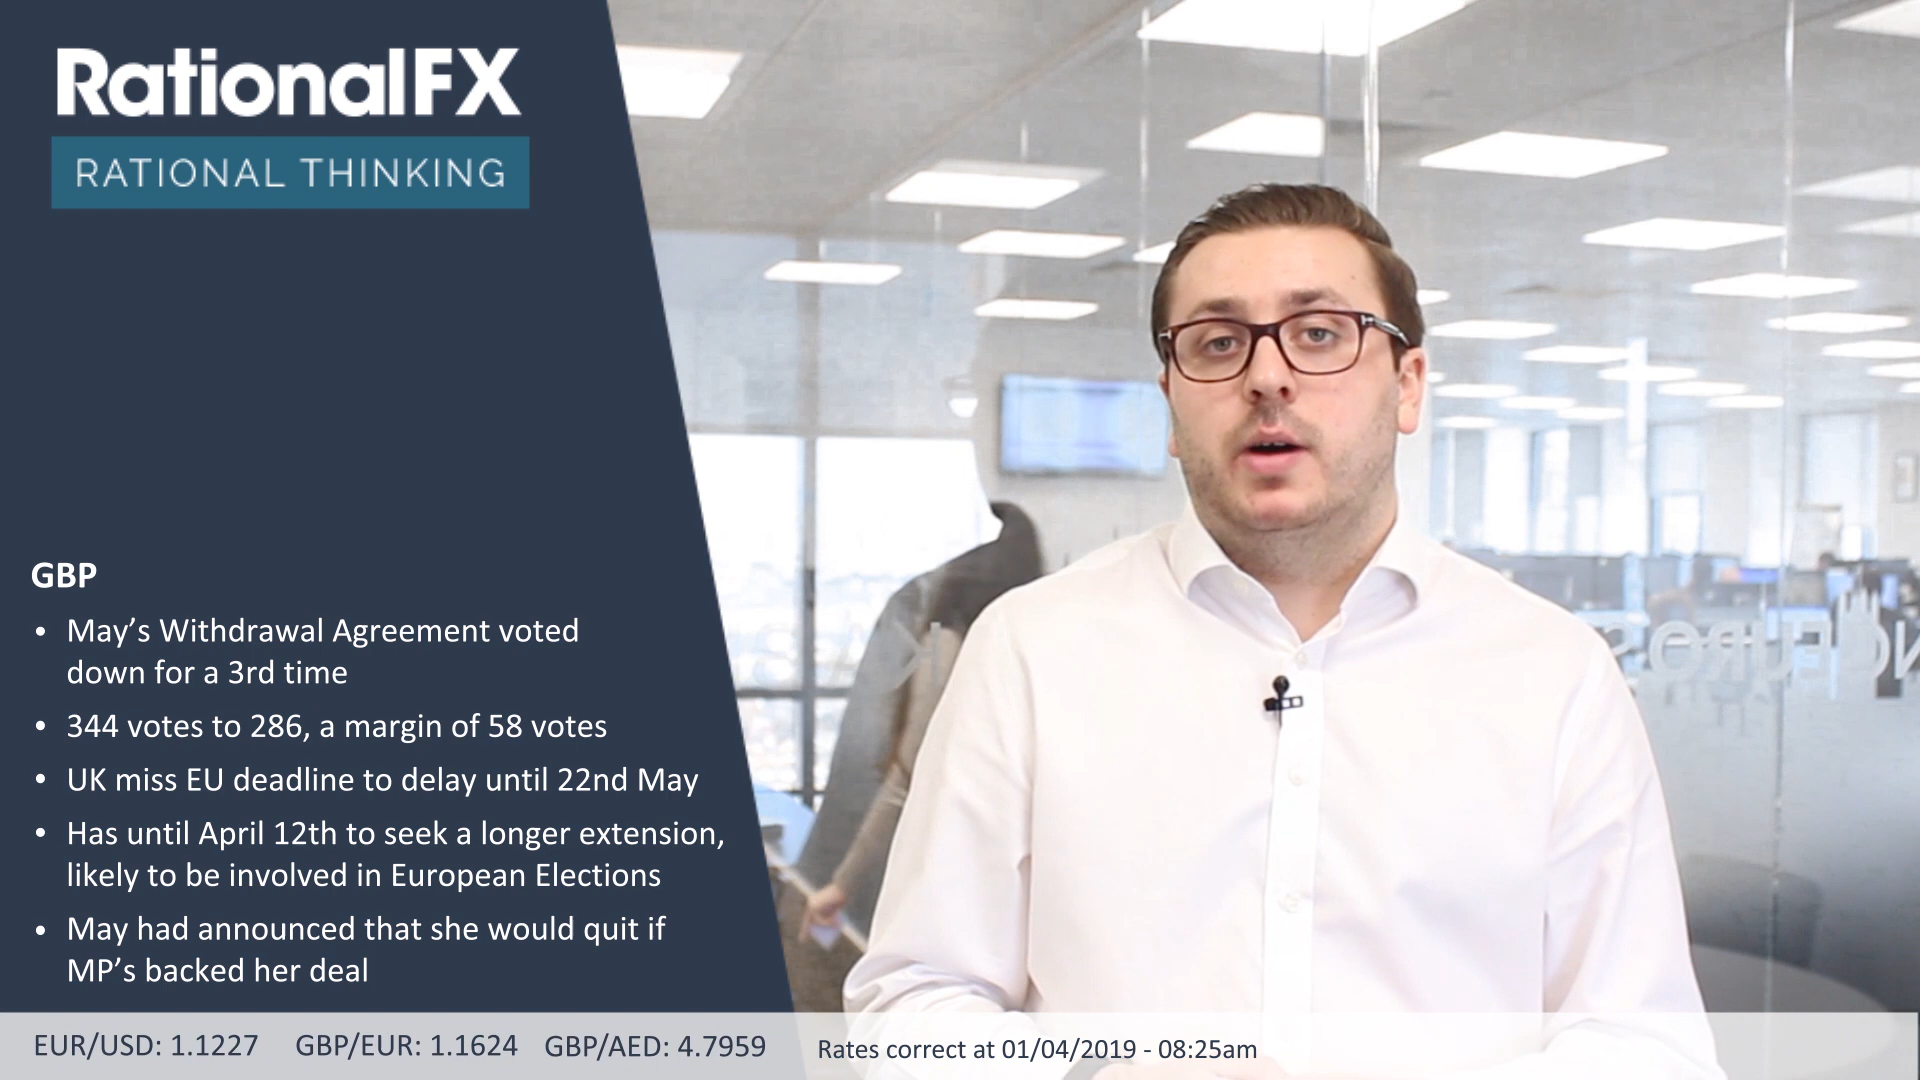 RationalFX
RATIONAL THINKING
GBP
• May’s Withdrawal Agreement voted
down for a 3rd time
• 344 votes to 286, a margin of 58 votes
• UK miss EU deadline to delay until 22nd May
• Has until April 12th to seek a longer extension,
likely to be involved in European Elections
• May had announced that she would quit if
MP’s backed her deal
EUR/USD: 1.1227 GBP/EUR: 1.1624 GBP/AED: 4.7959 Rates correct at 01/04/2019 - 08:25am